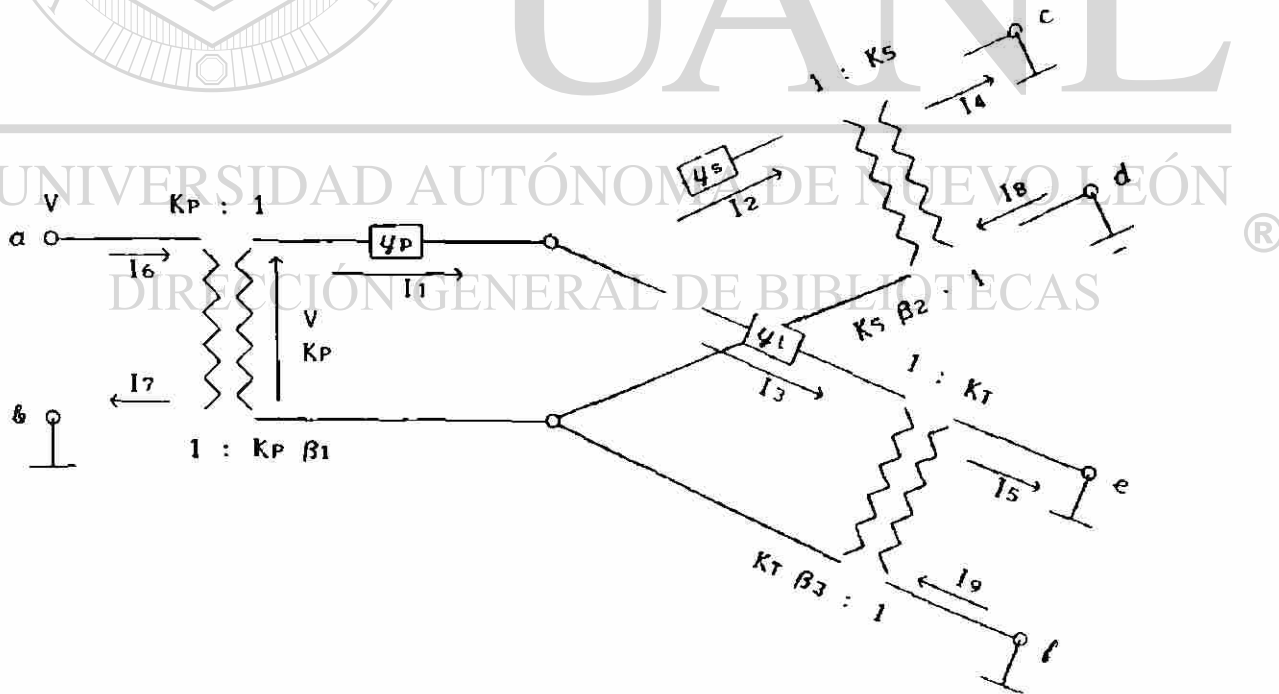 UANL
UNIVERSIDAD AUTÓNOMA DE NUEVO LEÓN
®
DIRECCIÓN GENERAL DE BIBLIOTECAS
c
1 : KS
I4
ys
I2
I8
d
V
KP : 1
a
I6
yP
I1
V
KP
KS β2 : 1
yt
I3
1 : KT
I7
b
1 : KP β1
I5
e
KT β3 : 1
I9
f